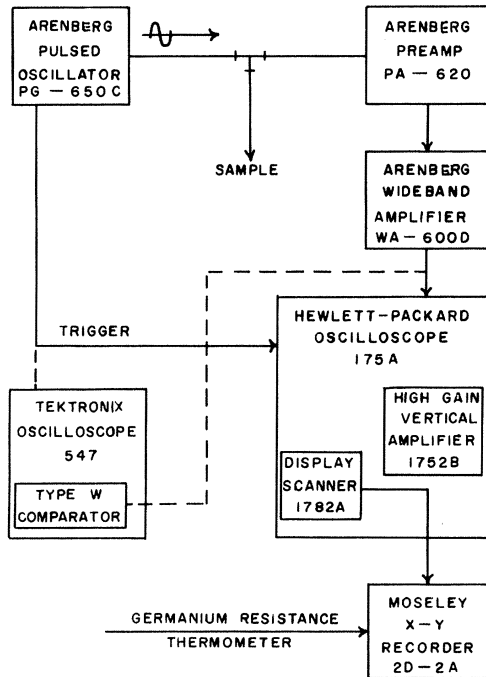 ARENBERG
PULSED
OSCILLATOR
PG - 650C
ARENBERG
PREAMP
PA - 620
SAMPLE
ARENBERG
WIDEBAND
AMPLIFIER
WA - 600D
TRIGGER
HEWLETT-PACKARD
OSCILLOSCOPE
175A
HIGH GAIN
VERTICAL
AMPLIFIER
1752B
TEKTRONIX
OSCILLOSCOPE
547
TYPE W
COMPARATOR
DISPLAY
SCANNER
1782A
GERMANIUM RESISTANCE
THERMOMETER
MOSELEY
X-Y
RECORDER
2D-2A